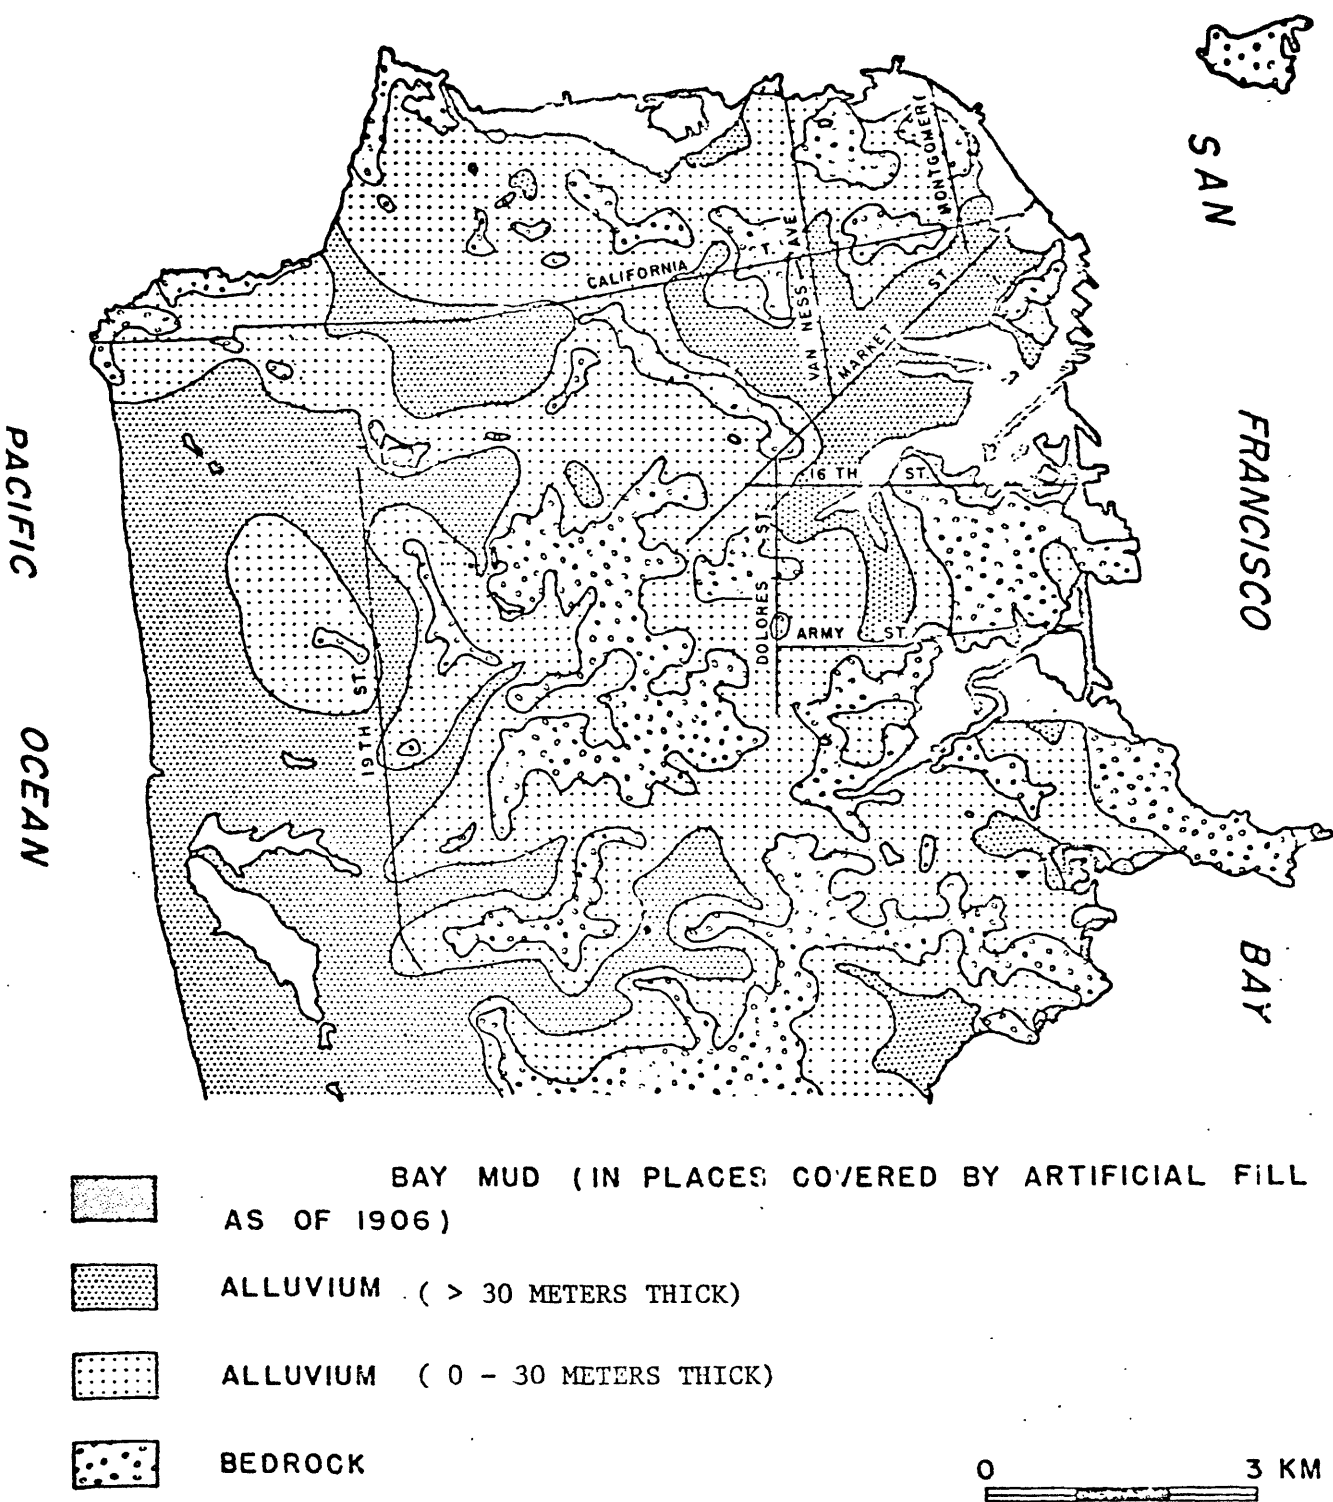 SAN
FRANCISCO
BAY
PACIFIC
OCEAN
MONTGOMERY
CALIFORNIA ST.
VAN NESS AVE
MARKET ST.
16 TH ST.
DOLORES ST
ARMY ST.
19TH ST.
BAY MUD (IN PLACES COVERED BY ARTIFICIAL FILL
AS OF 1906)
ALLUVIUM ( > 30 METERS THICK)
ALLUVIUM ( 0 - 30 METERS THICK)
BEDROCK
0 3 KM